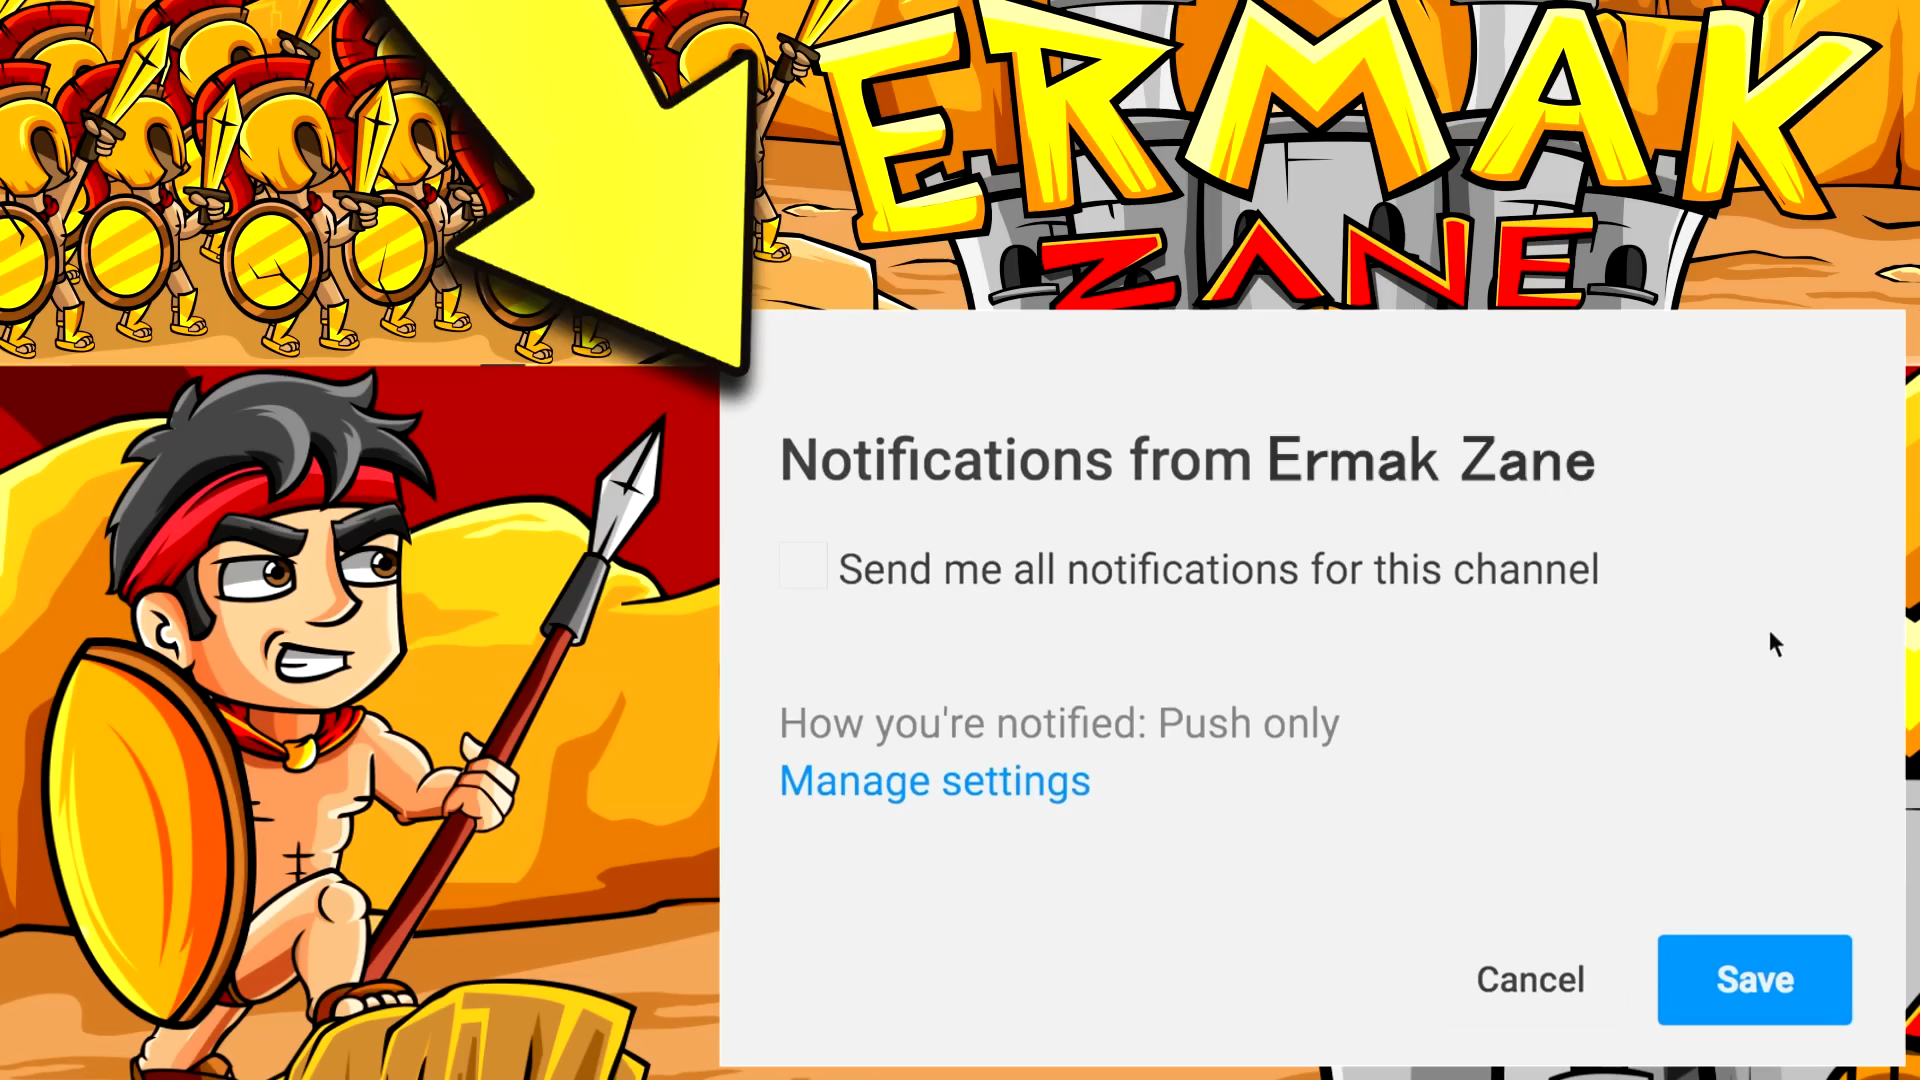 ERMAK
ZANE
Notifications from Ermak Zane
Send me all notifications for this channel
How you're notified: Push only
Manage settings
Cancel
Save